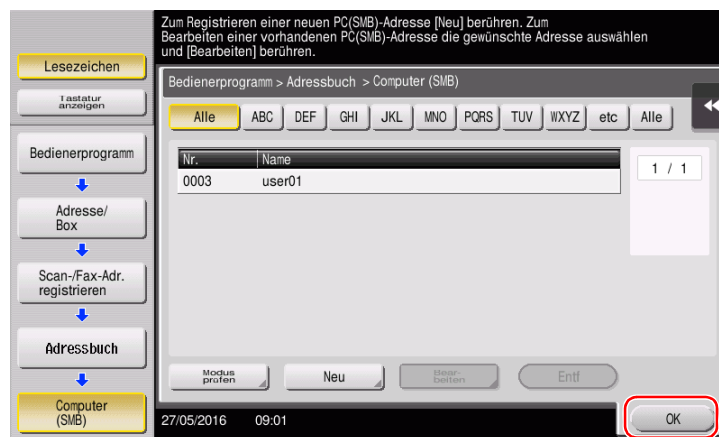 Zum Registrieren einer neuen PC(SMB)-Adresse [Neu] berühren. Zum
Bearbeiten einer vorhandenen PC(SMB)-Adresse die gewünschte Adresse auswählen
und [Bearbeiten] berühren.
Lesezeichen
Tastatur
anzeigen
Bedienerprogramm
Adresse/
Box
Scan-/Fax-Adr.
registrieren
Adressbuch
Computer
(SMB)
Bedienerprogramm > Adressbuch > Computer (SMB)
Alle ABC DEF GHI JKL MNO PQRS TUV WXYZ etc Alle
Nr. Name
0003 user01
1 / 1
Modus
prüfen
Neu
Bear-
beiten
Entf
27/05/2016 09:01
OK